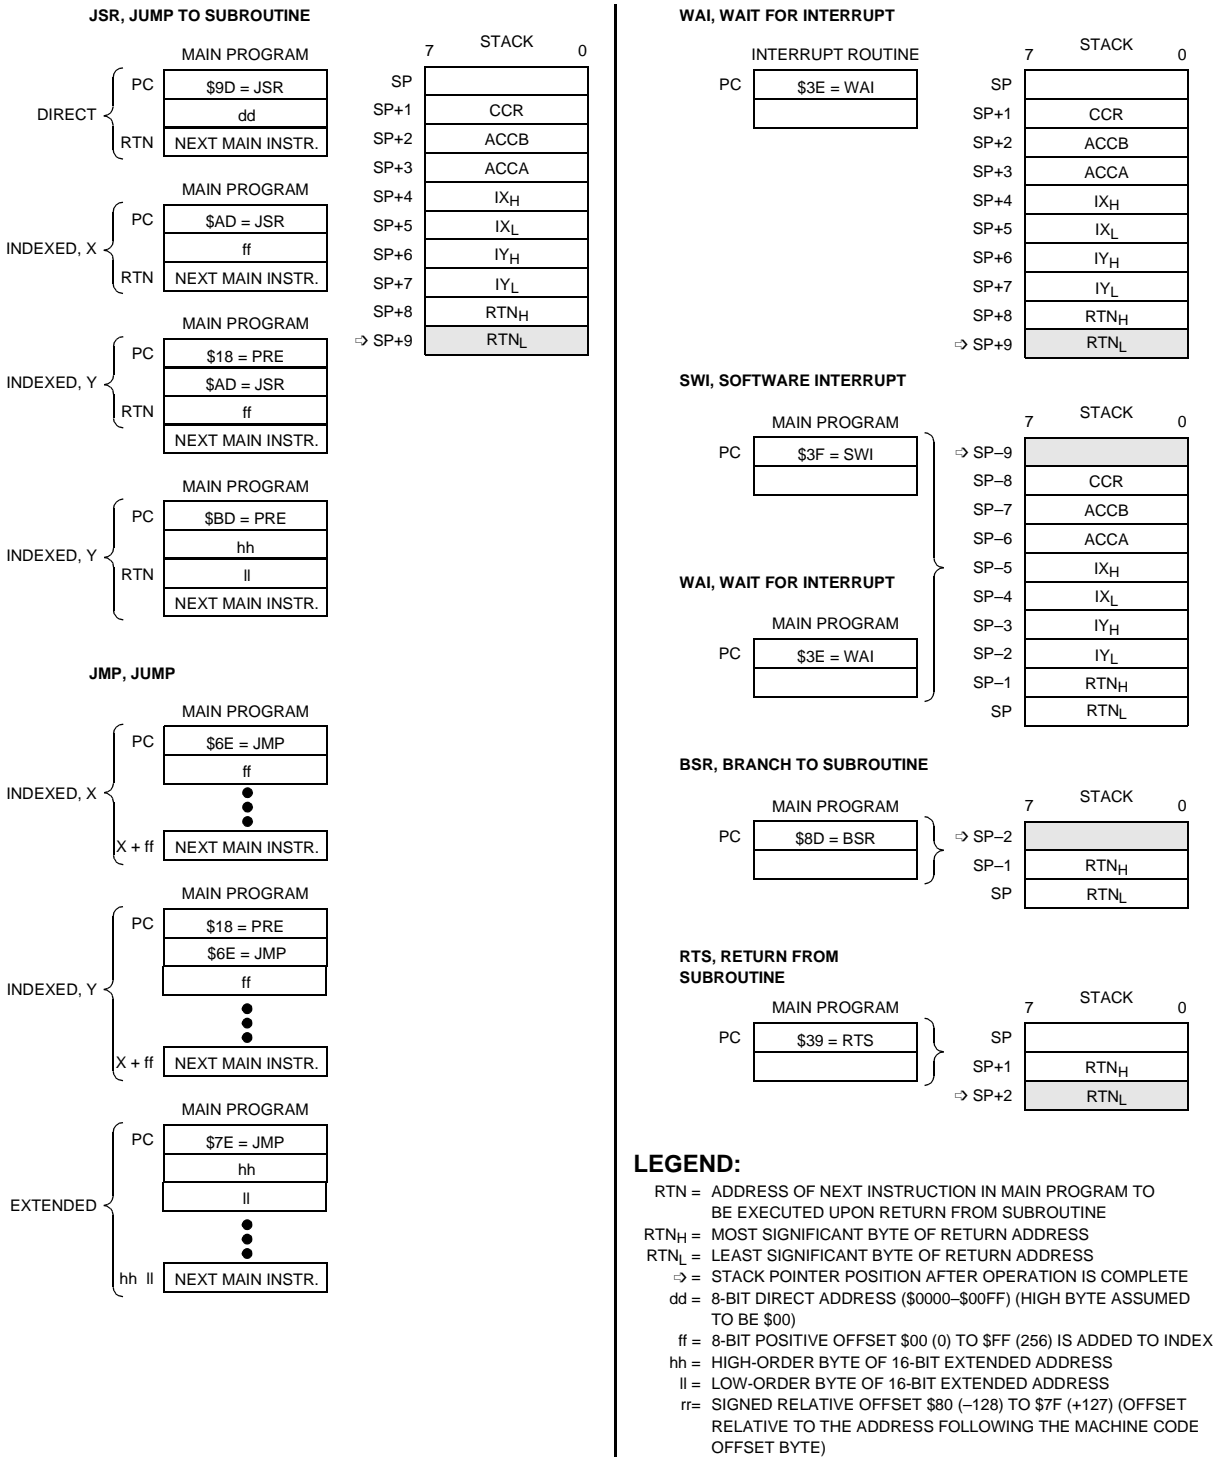 JSR, JUMP TO SUBROUTINE
MAIN PROGRAM
DIRECT
PC $9D = JSR
dd
RTN NEXT MAIN INSTR.
7 STACK 0
SP
SP+1 CCR
SP+2 ACCB
SP+3 ACCA
SP+4 IXH
SP+5 IXL
SP+6 IYH
SP+7 IYL
SP+8 RTNH
⇨ SP+9 RTNL
MAIN PROGRAM
INDEXED, X
PC $AD = JSR
ff
RTN NEXT MAIN INSTR.
MAIN PROGRAM
INDEXED, Y
PC $18 = PRE
$AD = JSR
RTN ff
NEXT MAIN INSTR.
MAIN PROGRAM
INDEXED, Y
PC $BD = PRE
hh
RTN ll
NEXT MAIN INSTR.
JMP, JUMP
MAIN PROGRAM
INDEXED, X
PC $6E = JMP
ff
X + ff NEXT MAIN INSTR.
MAIN PROGRAM
INDEXED, Y
PC $18 = PRE
$6E = JMP
ff
X + ff NEXT MAIN INSTR.
MAIN PROGRAM
EXTENDED
PC $7E = JMP
hh
ll
hh ll NEXT MAIN INSTR.
WAI, WAIT FOR INTERRUPT
INTERRUPT ROUTINE
PC $3E = WAI
7 STACK 0
SP
SP+1 CCR
SP+2 ACCB
SP+3 ACCA
SP+4 IXH
SP+5 IXL
SP+6 IYH
SP+7 IYL
SP+8 RTNH
⇨ SP+9 RTNL
SWI, SOFTWARE INTERRUPT
MAIN PROGRAM
PC $3F = SWI
WAI, WAIT FOR INTERRUPT
MAIN PROGRAM
PC $3E = WAI
7 STACK 0
⇨ SP–9
SP–8 CCR
SP–7 ACCB
SP–6 ACCA
SP–5 IXH
SP–4 IXL
SP–3 IYH
SP–2 IYL
SP–1 RTNH
SP RTNL
BSR, BRANCH TO SUBROUTINE
MAIN PROGRAM
PC $8D = BSR
7 STACK 0
⇨ SP–2
SP–1 RTNH
SP RTNL
RTS, RETURN FROM
SUBROUTINE
MAIN PROGRAM
PC $39 = RTS
7 STACK 0
SP
SP+1 RTNH
⇨ SP+2 RTNL
LEGEND:
RTN = ADDRESS OF NEXT INSTRUCTION IN MAIN PROGRAM TO
BE EXECUTED UPON RETURN FROM SUBROUTINE
RTNH = MOST SIGNIFICANT BYTE OF RETURN ADDRESS
RTNL = LEAST SIGNIFICANT BYTE OF RETURN ADDRESS
⇨ = STACK POINTER POSITION AFTER OPERATION IS COMPLETE
dd = 8-BIT DIRECT ADDRESS ($0000–$00FF) (HIGH BYTE ASSUMED
TO BE $00)
ff = 8-BIT POSITIVE OFFSET $00 (0) TO $FF (256) IS ADDED TO INDEX
hh = HIGH-ORDER BYTE OF 16-BIT EXTENDED ADDRESS
ll = LOW-ORDER BYTE OF 16-BIT EXTENDED ADDRESS
rr= SIGNED RELATIVE OFFSET $80 (–128) TO $7F (+127) (OFFSET
RELATIVE TO THE ADDRESS FOLLOWING THE MACHINE CODE
OFFSET BYTE)